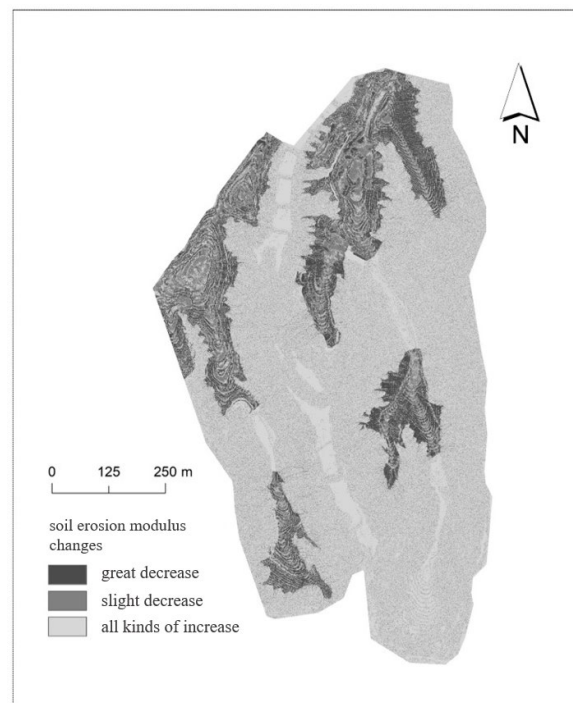 N
0 125 250 m
soil erosion modulus
changes
great decrease
slight decrease
all kinds of increase